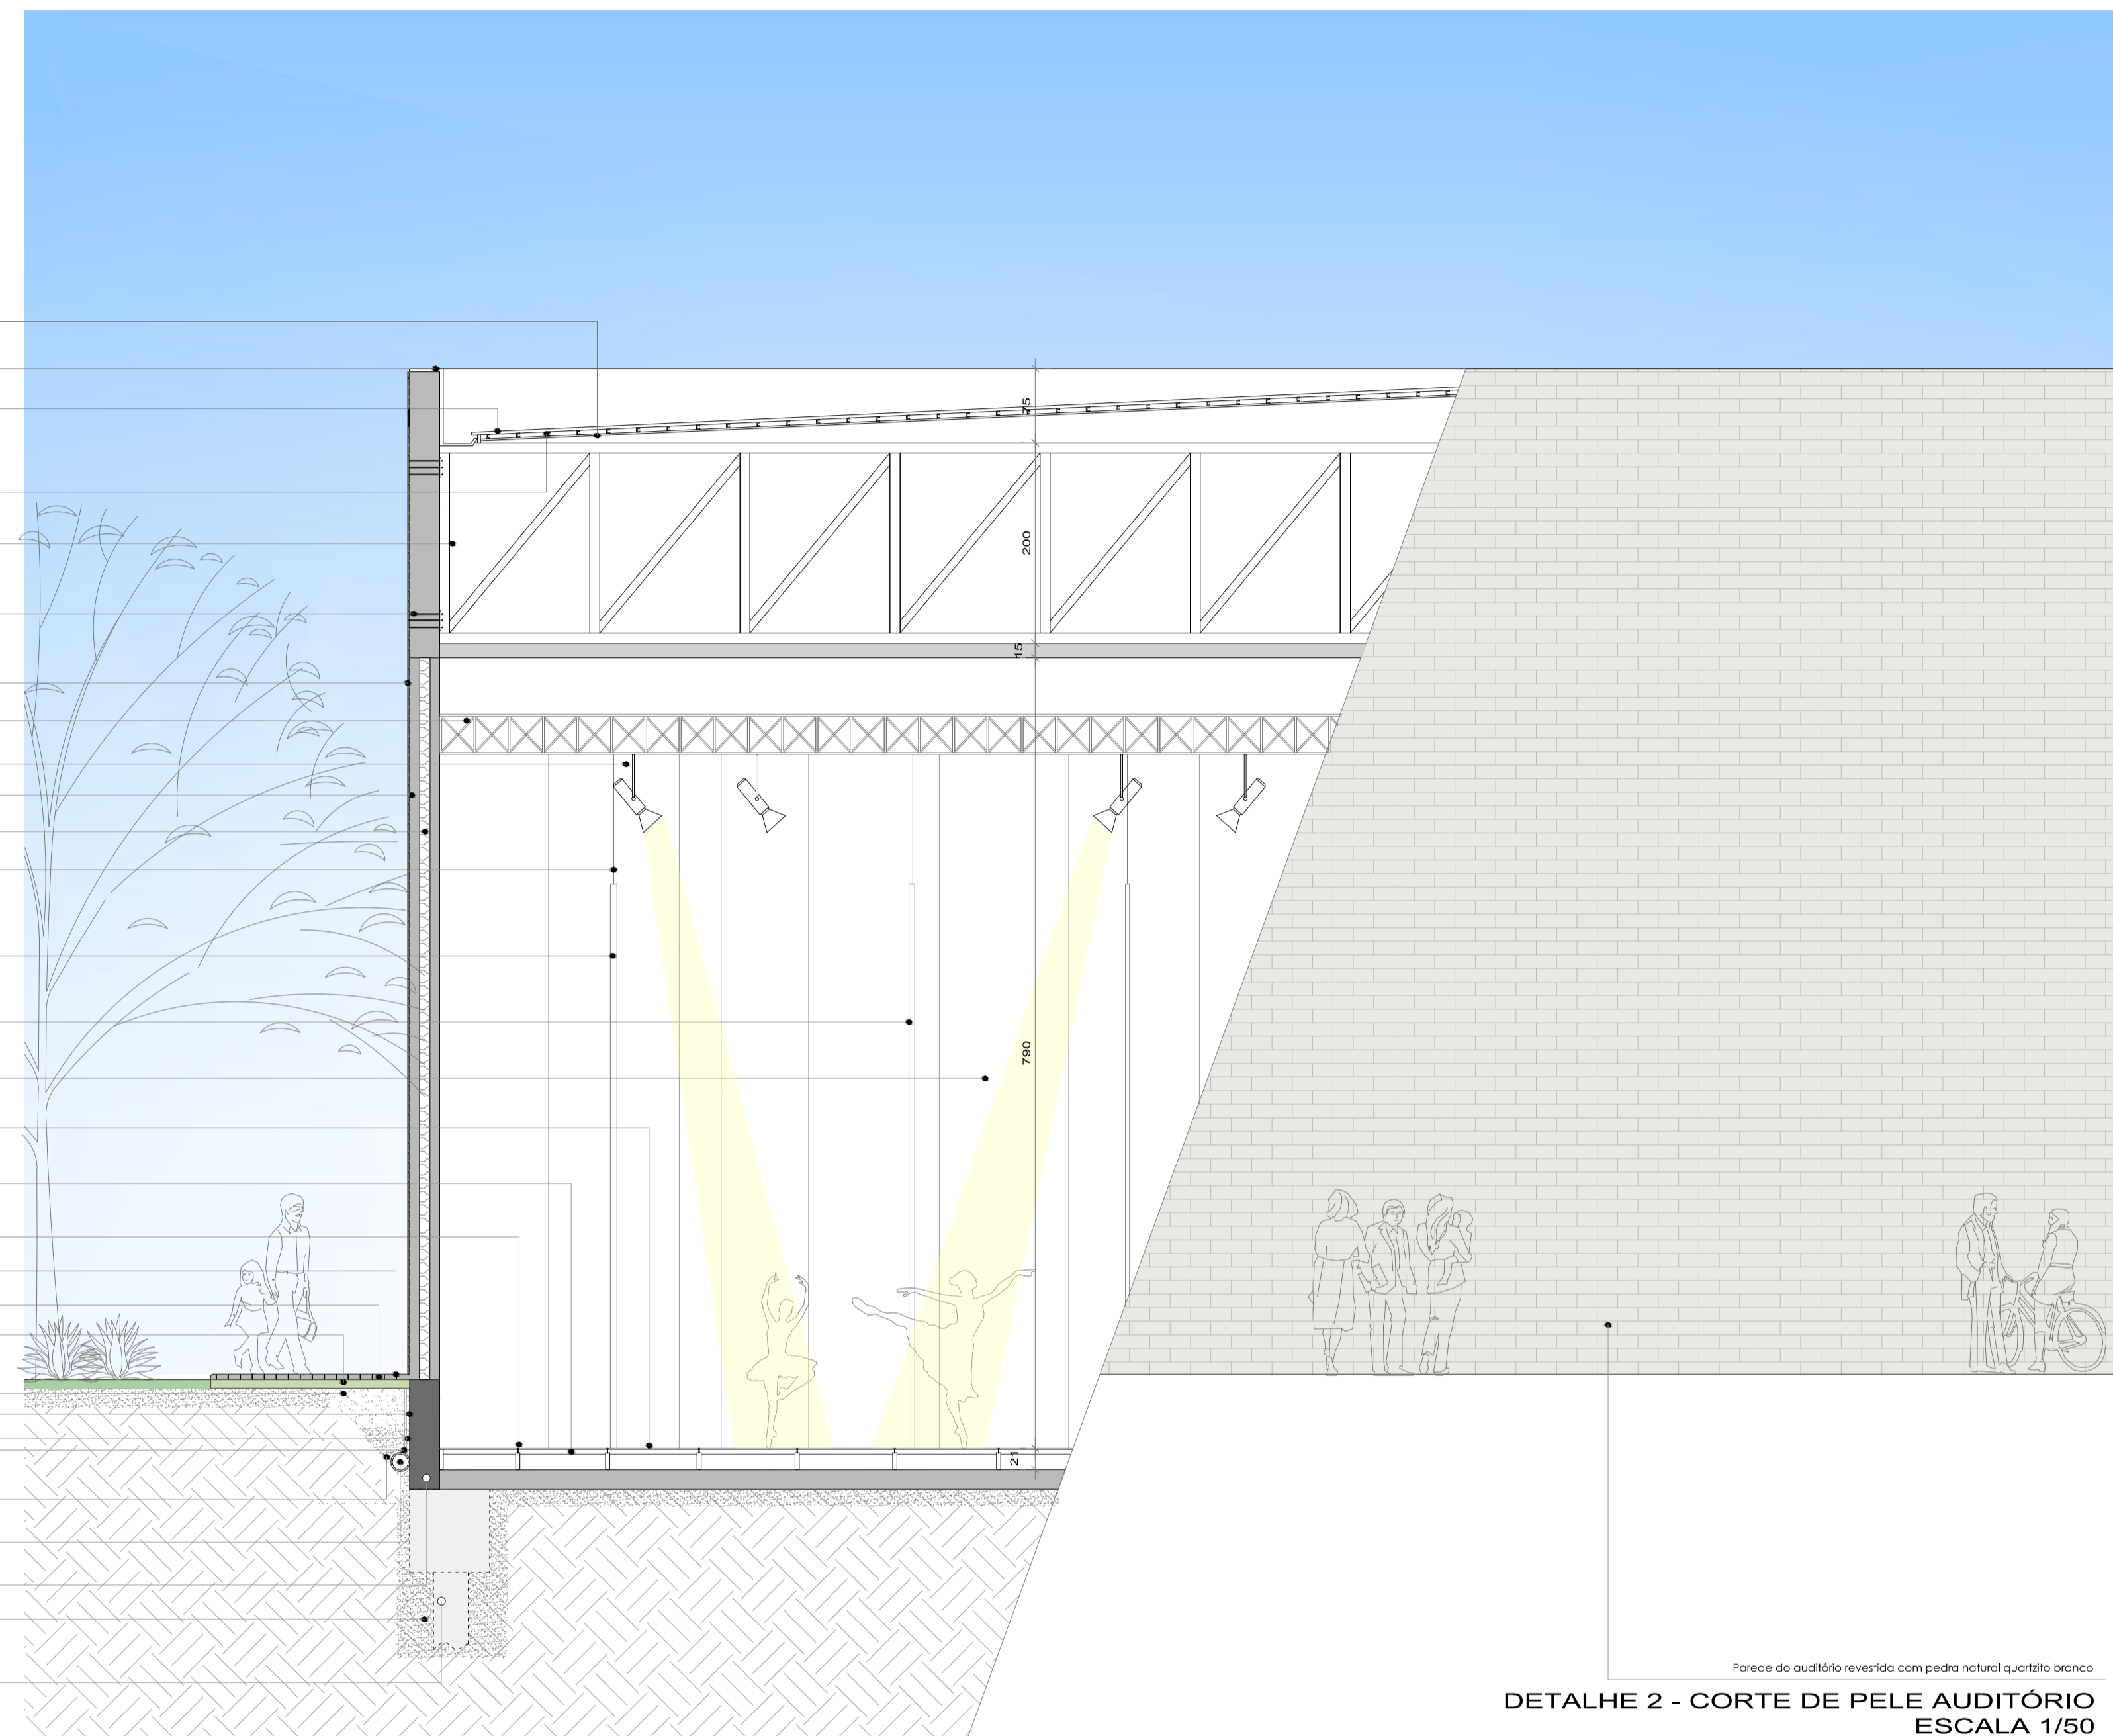 75
200
15
790
21
Parede do auditório revestida com pedra natural quartzito branco
DETALHE 2 - CORTE DE PELE AUDITÓRIO
ESCALA 1/50